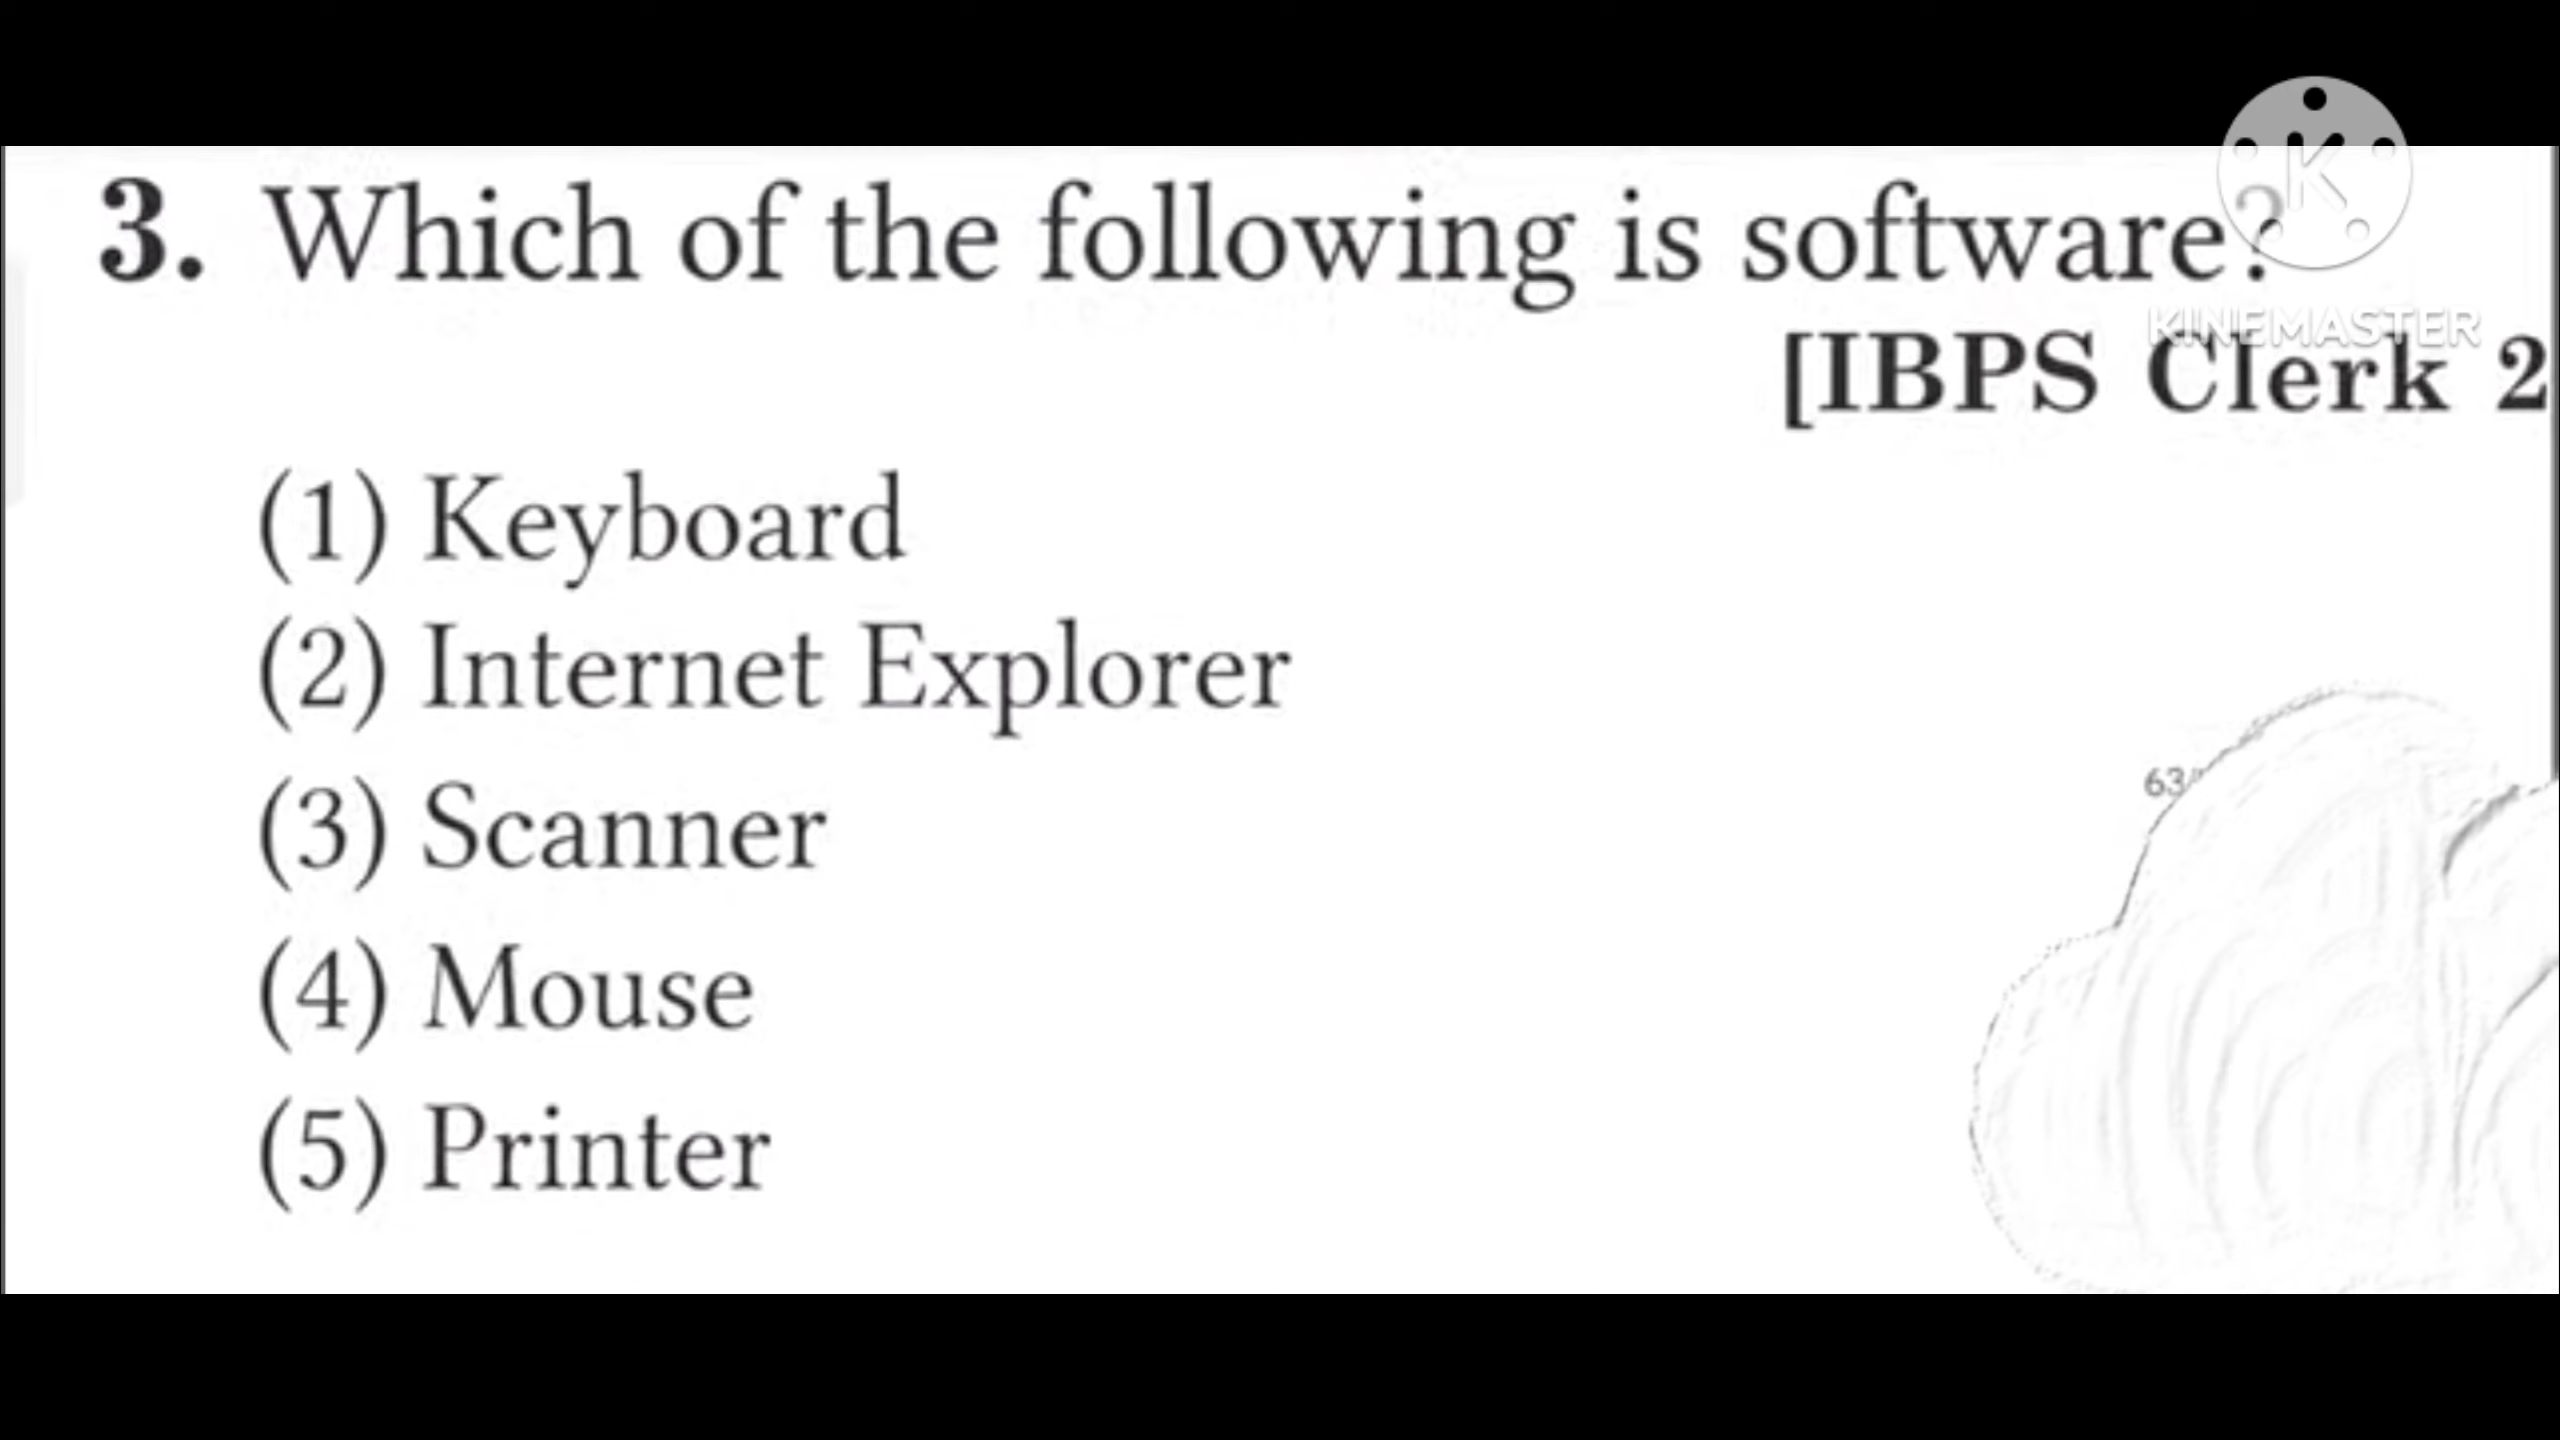 3. Which of the following is software?
KINEMASTER
[IBPS Clerk 2
(1) Keyboard
(2) Internet Explorer
(3) Scanner
(4) Mouse
(5) Printer
63/